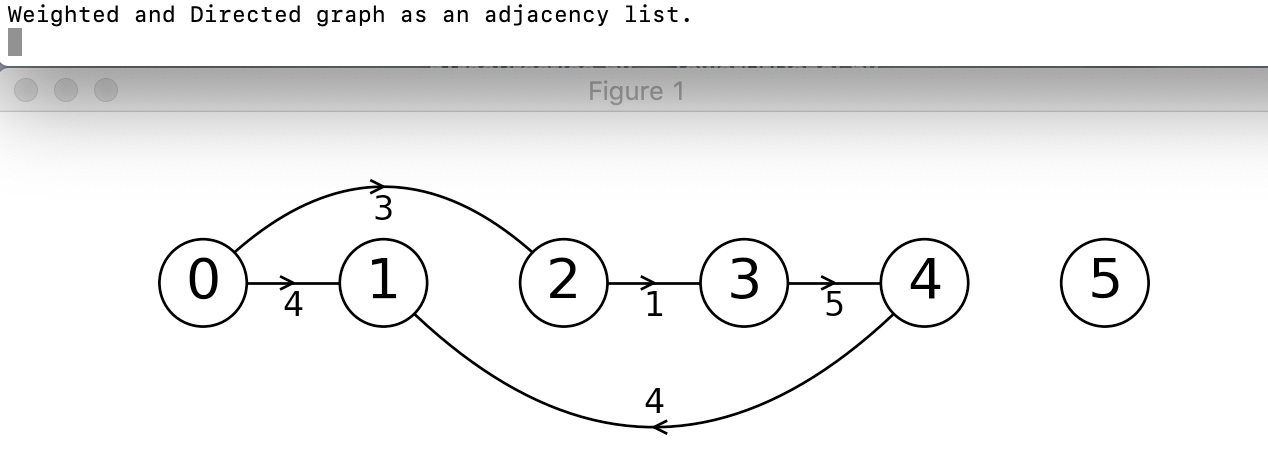 Weighted and Directed graph as an adjacency list.
Figure 1
3
0 1 2 3 4 5
4 1 5
4